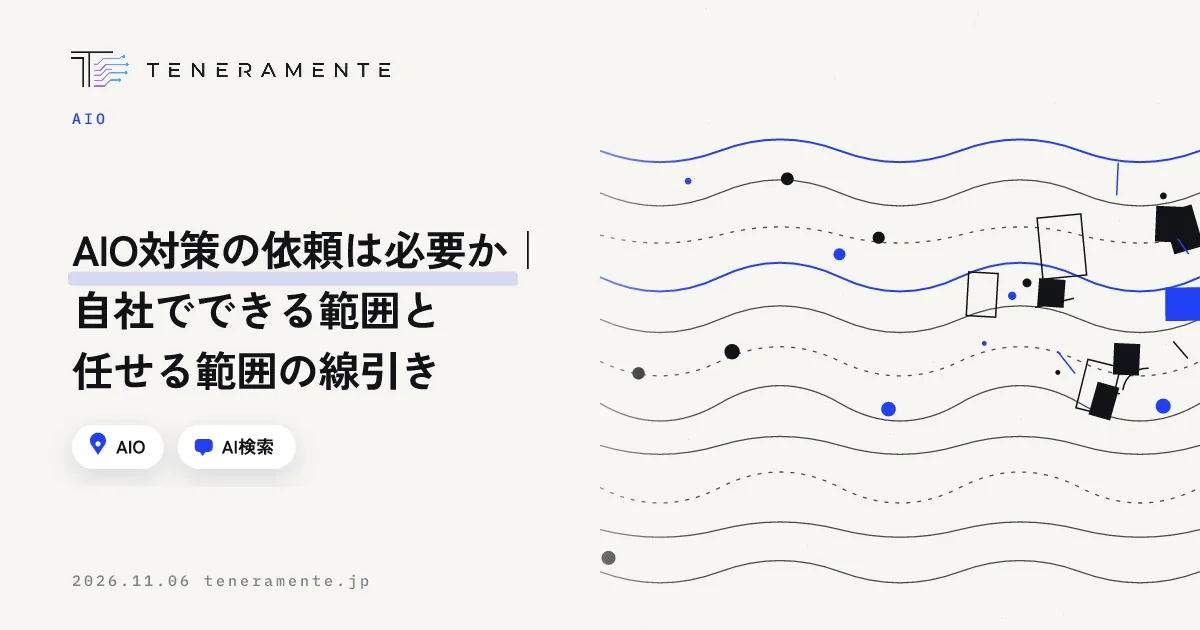 TENERAMENTE
AIO
AIO対策の依頼は必要か｜
自社でできる範囲と
任せる範囲の線引き
AIO
AI検索
2026.11.06 teneramente.jp